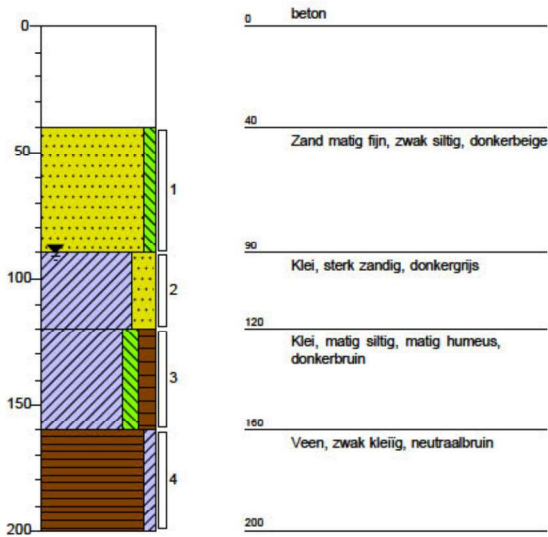 0
0
beton
40
50
Zand matig fijn, zwak siltig, donkerbeige
1
90
100
Klei, sterk zandig, donkergrijs
2
120
Klei, matig siltig, matig humeus,
donkerbruin
3
150
160
Veen, zwak kleiïg, neutraalbruin
4
200
200